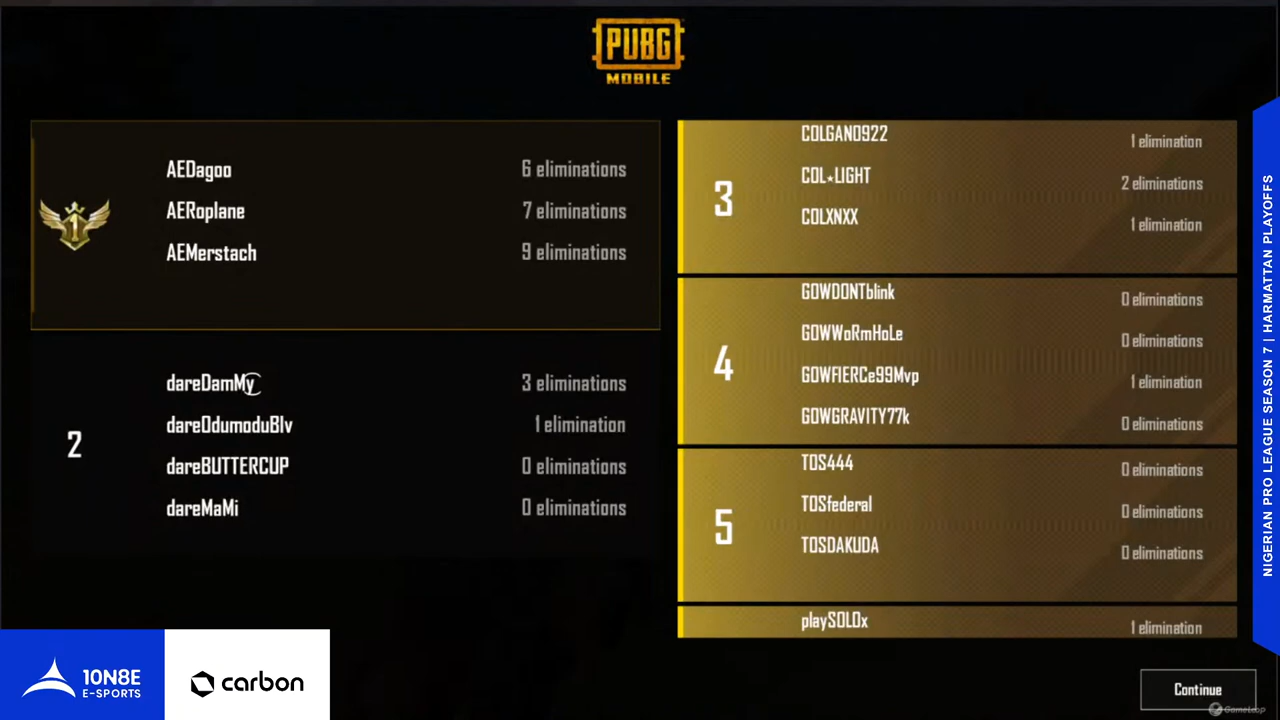 PUBG
MOBILE
1
AEDagoo 6 eliminations
AERoplane 7 eliminations
AEMerstach 9 eliminations
2
dareDamMy 3 eliminations
dareOdumoduBlv 1 elimination
dareBUTTERCUP 0 eliminations
dareMaMi 0 eliminations
3
COLGANO922 1 elimination
COL★LIGHT 2 eliminations
COLXNXX 1 elimination
4
GOWDONTblink 0 eliminations
GOWWoRmHoLe 0 eliminations
GOWFIERCe99Mvp 1 elimination
GOWGRAVITY77k 0 eliminations
5
TOS444 0 eliminations
TOSfederal 0 eliminations
TOSDAKUDA 0 eliminations
playSOLOx 1 elimination
NIGERIAN PRO LEAGUE SEASON 7 | HARMATTAN PLAYOFFS
1ON8E
E-SPORTS
carbon
Continue
GameLoop